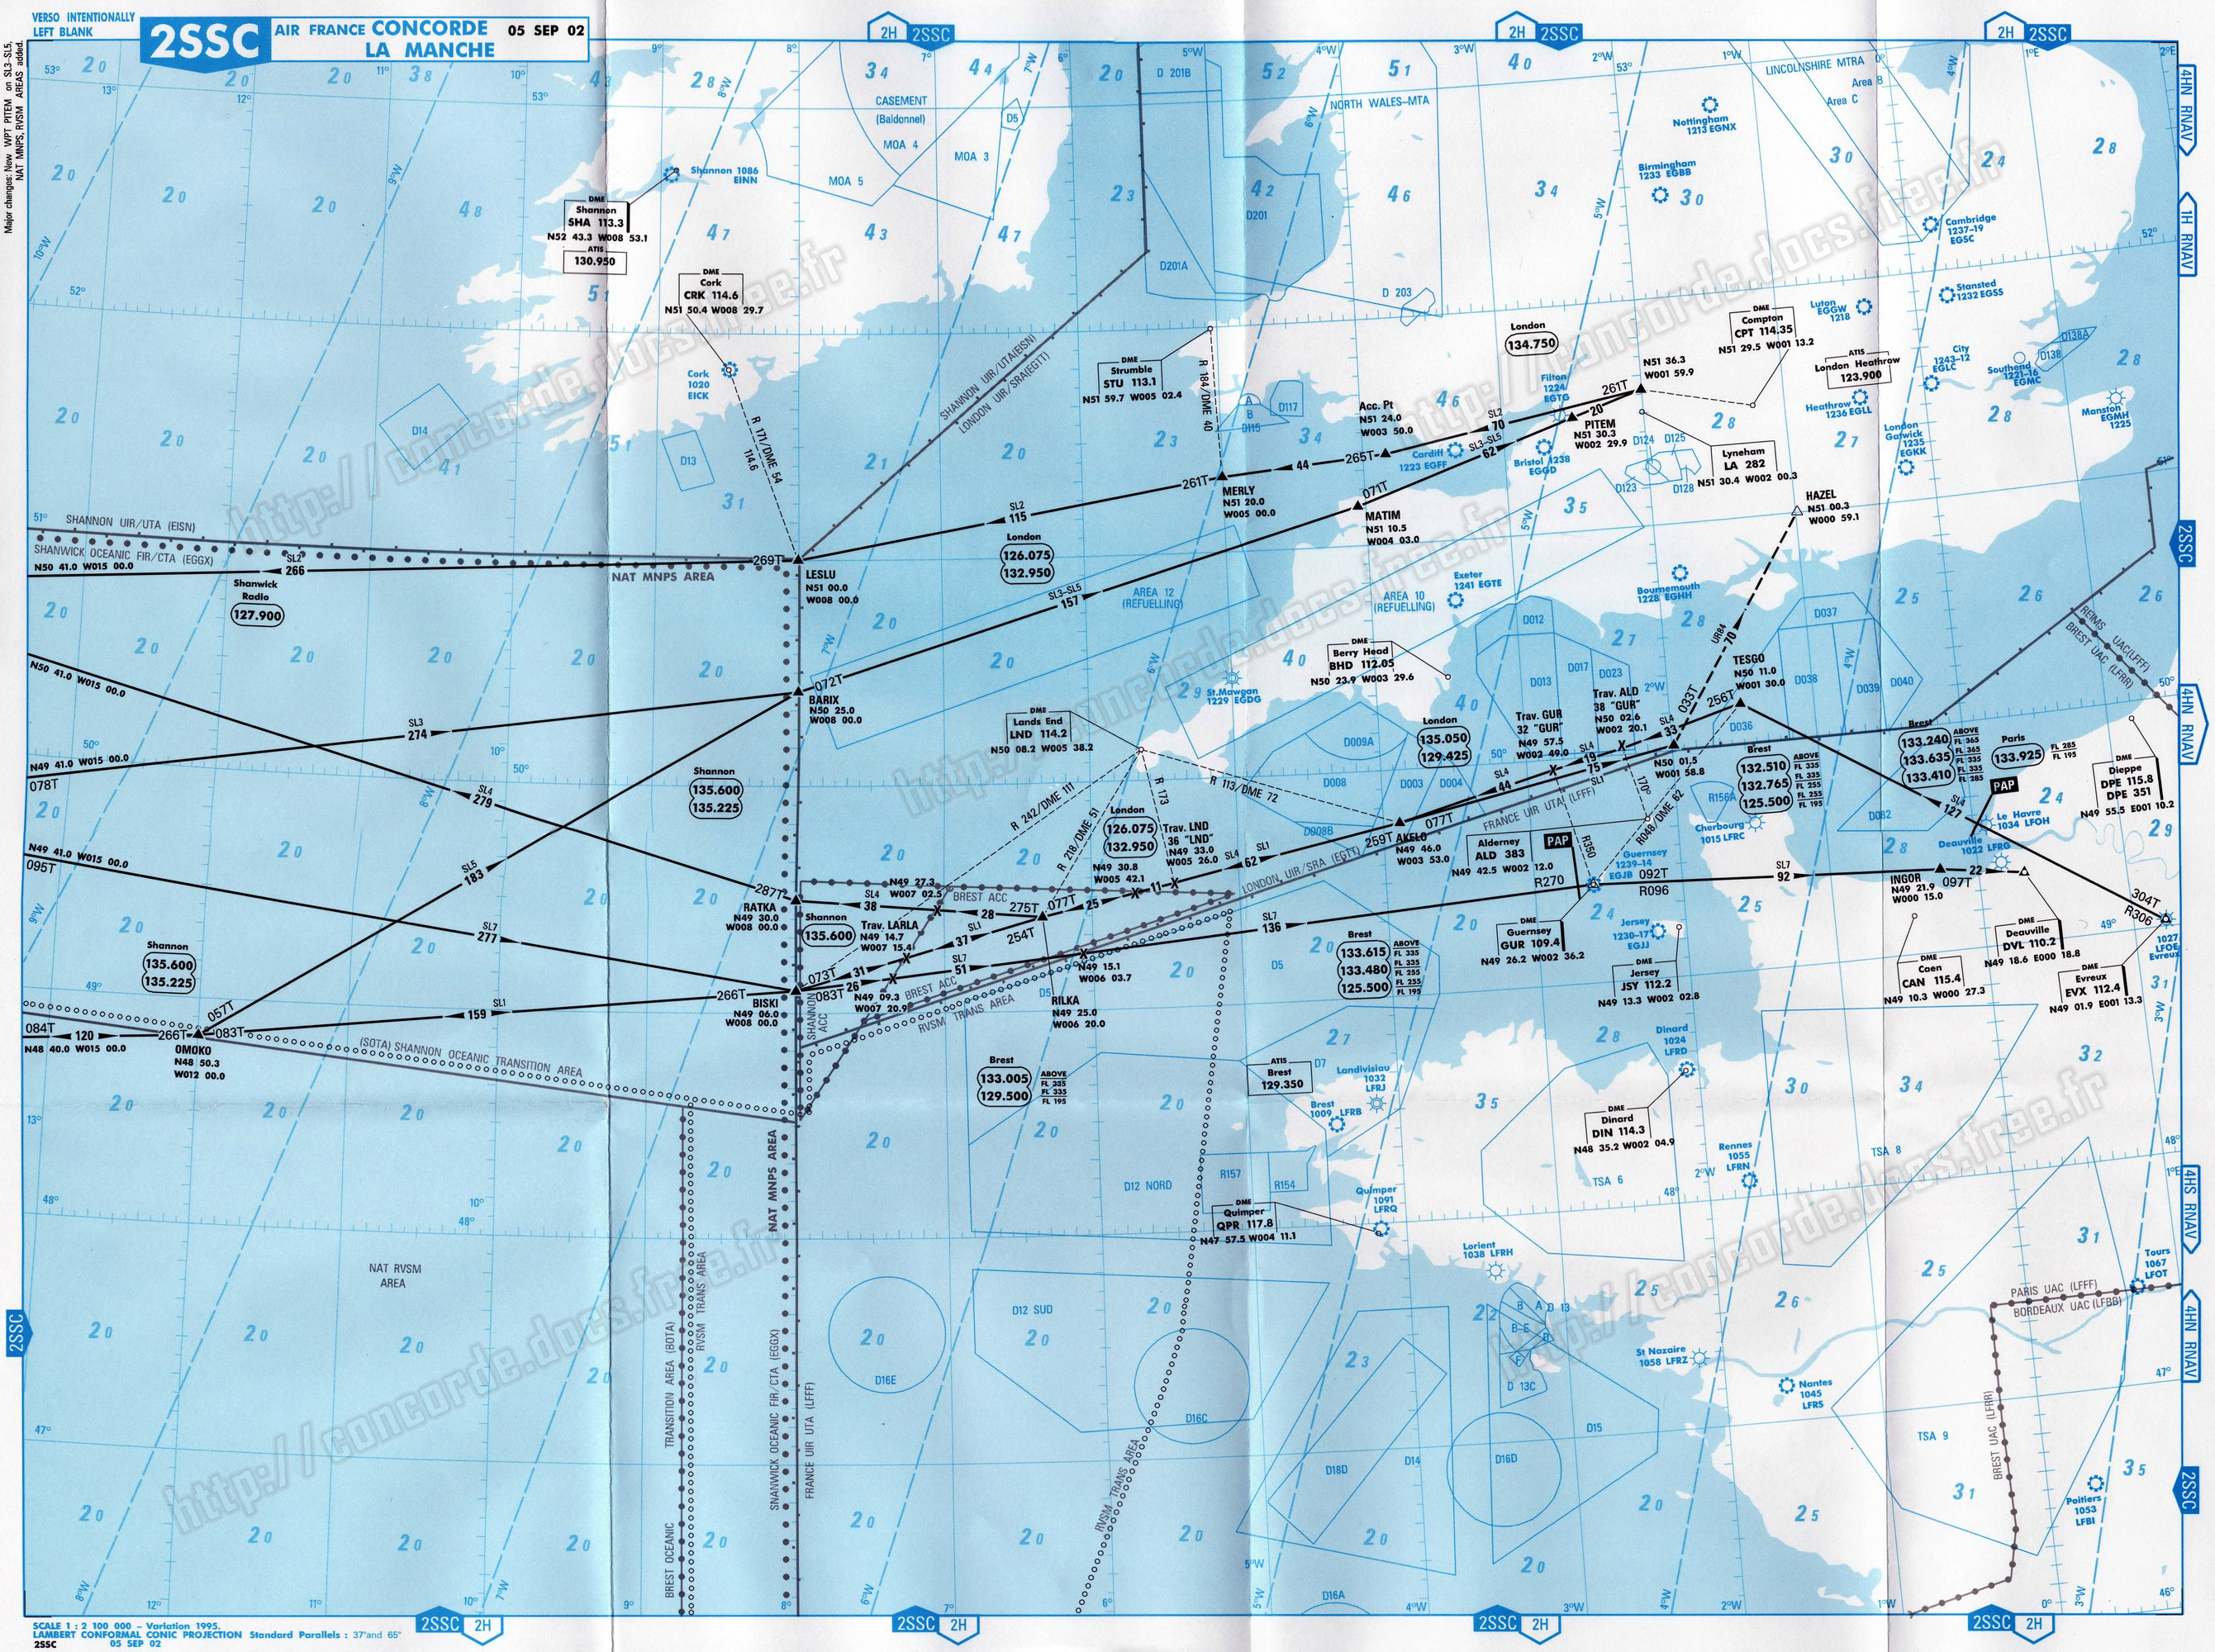 VERSO INTENTIONALLY
LEFT BLANK
2SSC
AIR FRANCE CONCORDE
LA MANCHE
05 SEP 02
Major changes: New WPT PITEM on SL3-SL5,
NAT MNPS, RVSM AREAS added.
2H 2SSC
2H 2SSC
2H 2SSC
4HN RNAV
1H RNAV
2SSC
4HN RNAV
4HS RNAV
4HN RNAV
2SSC
2SSC
CASEMENT
(Baldonnel)
MOA 4
MOA 3
MOA 5
D5
D 201B
D201
D201A
D 203
NORTH WALES-MTA
LINCOLNSHIRE MTRA
Area B
Area C
Nottingham
1213 EGNX
Birmingham
1233 EGBB
Cambridge
1237-19
EGSC
Stansted
1232 EGSS
Luton
EGGW
1218
City
1243-12
EGLC
Southend
1221-16
EGMC
D138
D138A
Manston
EGMH
1225
Heathrow
1236 EGLL
London
Gatwick
1235
EGKK
Shannon 1086
EINN
DME
Shannon
SHA 113.3
N52 43.3 W008 53.1
ATIS
130.950
DME
Cork
CRK 114.6
N51 50.4 W008 29.7
Cork
1020
EICK
R 171/DME 54
114.6
D14
D13
SHANNON UIR/UTA(EISN)
LONDON UIR/SRA(EGTT)
DME
Strumble
STU 113.1
N51 59.7 W005 02.4
R 184/DME 40
A
B
D115
D117
London
134.750
DME
Compton
CPT 114.35
N51 29.5 W001 13.2
ATIS
London Heathrow
123.900
N51 36.3
W001 59.9
261T
Filton
1224
EGTG
20
PITEM
N51 30.3
W002 29.9
Acc. Pt
N51 24.0
W003 50.0
SL2
70
SL3-SL5
62
265T
44
Cardiff
1223 EGFF
Bristol 1238
EGGD
D124
D125
D123
D128
Lyneham
LA 282
N51 30.4 W002 00.3
HAZEL
N51 00.3
W000 59.1
261T
MERLY
N51 20.0
W005 00.0
071T
MATIM
N51 10.5
W004 03.0
SL2
115
London
126.075
132.950
SHANNON UIR/UTA (EISN)
SHANWICK OCEANIC FIR/CTA (EGGX)
N50 41.0 W015 00.0
SL2
266
Shanwick
Radio
127.900
269T
NAT MNPS AREA
LESLU
N51 00.0
W008 00.0
SL3-SL5
157
AREA 12
(REFUELLING)
AREA 10
(REFUELLING)
Exeter
1241 EGTE
Bournemouth
1228 EGHH
D012
D017
D013
D023
D037
D038
D039
D040
D036
UR84
70
033T
TESGO
N50 11.0
W001 30.0
256T
REIMS UAC(LFFF)
BREST UAC (LFRR)
DME
Berry Head
BHD 112.05
N50 23.9 W003 29.6
St.Mawgan
1229 EGDG
N50 41.0 W015 00.0
072T
BARIX
N50 25.0
W008 00.0
SL3
274
N49 41.0 W015 00.0
078T
SL4
279
Shannon
135.600
135.225
DME
Lands End
LND 114.2
N50 08.2 W005 38.2
R 242/DME 111
R 218/DME 51
R 173
R 113/DME 72
D009A
D008
D003
D004
D008B
London
135.050
129.425
Trav. GUR
32 "GUR"
N49 57.5
W002 49.0
Trav. ALD
38 "GUR"
N50 02.6
W002 20.1
SL4
33
SL4
19
75
SL1
SL4
44
N50 01.5
W001 58.8
FRANCE UIR UTA (LFFF)
170°
R048/DME 62
R350
R156A
Brest
132.510
132.765
125.500
ABOVE
FL 335
FL 335
FL 255
FL 255
FL 195
Brest
133.240
133.635
133.410
ABOVE
FL 365
FL 365
FL 335
FL 335
FL 285
Paris
133.925
FL 285
FL 195
PAP
DME
Dieppe
DPE 115.8
DPE 351
N49 55.5 E001 10.2
Le Havre
1034 LFOH
Deauville
1022 LFRG
D082
SL4
127
Cherbourg
1015 LFRC
London
126.075
132.950
Trav. LND
36 "LND"
N49 33.0
W005 26.0
N49 30.8
W005 42.1
SL4
62
SL1
259T
077T
AKELO
N49 46.0
W003 53.0
LONDON, UIR/SRA (EGTT)
Alderney
ALD 383
N49 42.5 W002 12.0
PAP
R270
Guernsey
1239-14
EGJB
092T
R096
SL7
92
INGOR
N49 21.9
W000 15.0
097T
22
304T
R306
1027
LFOE
Evreux
N49 41.0 W015 00.0
095T
SL5
183
SL7
277
287T
RATKA
N49 30.0
W008 00.0
N49 27.3
W007 02.5
SL4
38
BREST ACC
28
275T
077T
25
11
254T
Shannon
135.600
Trav. LARLA
N49 14.7
W007 15.4
SL1
37
SL7
51
073T
31
083T
26
266T
BISKI
N49 06.0
W008 00.0
N49 09.3
W007 20.9
BREST ACC
RVSM TRANS AREA
SHANNON
ACC
N49 15.1
W006 03.7
RILKA
N49 25.0
W006 20.0
SL7
136
D5
D5
Brest
133.615
133.480
125.500
ABOVE
FL 335
FL 335
FL 255
FL 255
FL 195
DME
Guernsey
GUR 109.4
N49 26.2 W002 36.2
Jersey
1230-17
EGJJ
DME
Jersey
JSY 112.2
N49 13.3 W002 02.8
DME
Caen
CAN 115.4
N49 10.3 W000 27.3
DME
Deauville
DVL 110.2
N49 18.6 E000 18.8
DME
Evreux
EVX 112.4
N49 01.9 E001 13.3
Shannon
135.600
135.225
057T
SL1
159
084T
120
266T
083T
N48 40.0 W015 00.0
OMOKO
N48 50.3
W012 00.0
(SOTA) SHANNON OCEANIC TRANSITION AREA
Brest
133.005
129.500
ABOVE
FL 335
FL 335
FL 195
ATIS
Brest
129.350
D7
Landivisiau
1032
LFRJ
Brest
1009 LFRB
Dinard
1024
LFRD
DME
Dinard
DIN 114.3
N48 35.2 W002 04.9
Rennes
1055
LFRN
TSA 6
TSA 8
D12 NORD
R157
R154
DME
Quimper
QPR 117.8
N47 57.5 W004 11.1
Quimper
1091
LFRQ
Lorient
1038 LFRH
NAT RVSM
AREA
NAT MNPS AREA
BREST OCEANIC TRANSITION AREA (BOTA)
RVSM TRANS AREA
SNANWICK OCEANIC FIR/CTA (EGGX)
FRANCE UIR UTA (LFFF)
RVSM TRANS AREA
D12 SUD
D16E
D16C
D18D
D14
D16D
D15
D16A
D 13C
St Nazaire
1058 LFRZ
Nantes
1045
LFRS
Tours
1067
LFOT
PARIS UAC (LFFF)
BORDEAUX UAC (LFBB)
BREST UAC (LFRR)
TSA 9
Poitiers
1053
LFBI
http://concorde.docs.free.fr
SCALE 1 : 2 100 000 – Variation 1995.
LAMBERT CONFORMAL CONIC PROJECTION Standard Parallels : 37° and 65°
2SSC 05 SEP 02
2SSC 2H
2SSC 2H
2SSC 2H
2SSC 2H